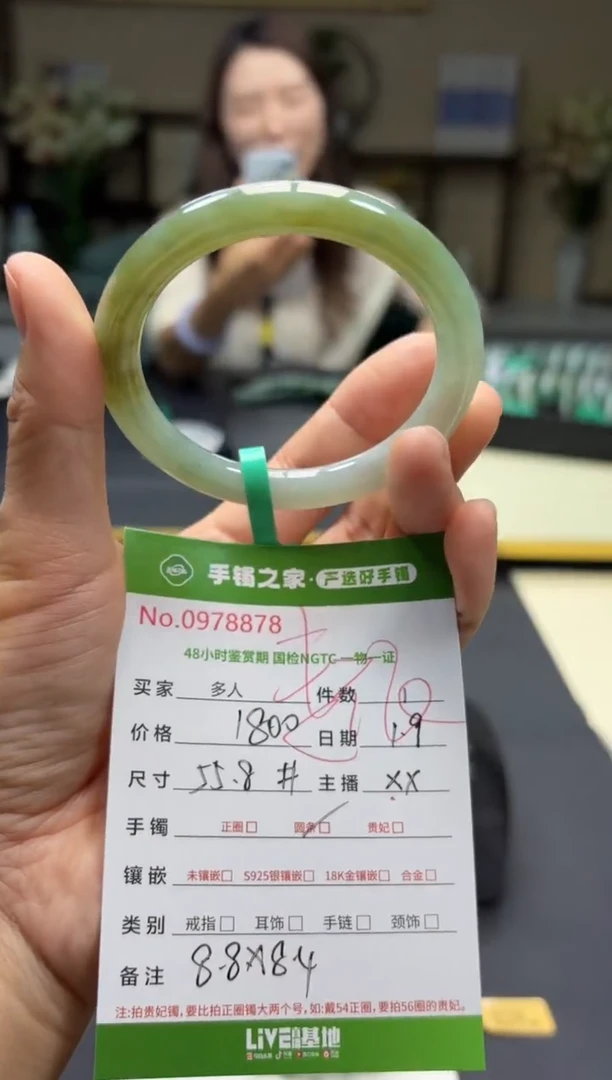 手镯之家·严选好手镯
No.0978878
48小时鉴赏期 国检NGTC 一物一证
买家 多人 件数 1
价格 1800 日期 1.9
尺寸 55.8 # 主播 XX
手镯 正圈□ 圆条□ 贵妃□
镶嵌 未镶嵌□ S925银镶嵌□ 18K金镶嵌□ 合金□
类别 戒指□ 耳饰□ 手链□ 颈饰□
备注 8.8X8.4
注:拍贵妃镯,要比拍正圈镯大两个号,如:戴54正圈,要拍56圈的贵妃。
LiVE 基地